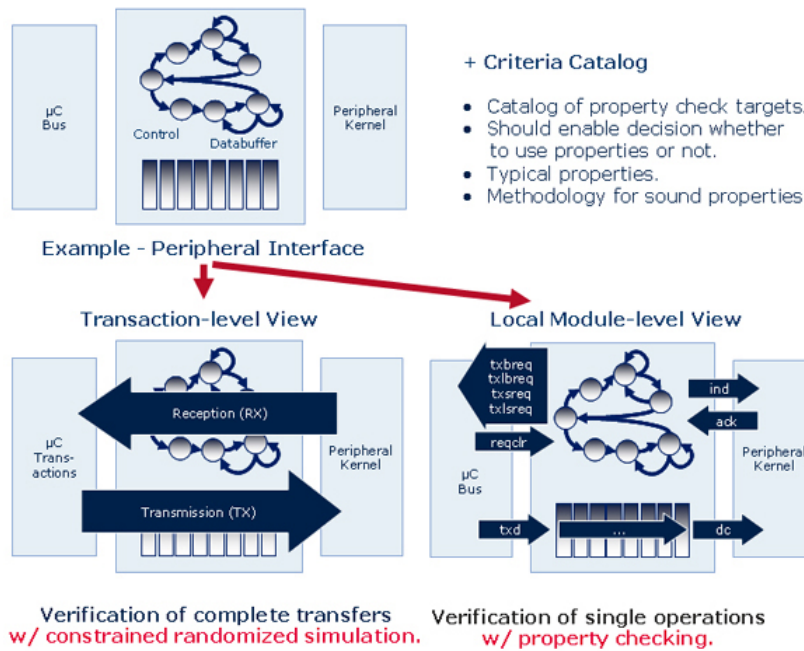 µC
Bus
Control
Databuffer
Peripheral
Kernel
+ Criteria Catalog
• Catalog of property check targets.
• Should enable decision whether
to use properties or not.
• Typical properties.
• Methodology for sound properties
Example - Peripheral Interface
Transaction-level View
Reception (RX)
µC
Trans-
actions
Peripheral
Kernel
Transmission (TX)
Verification of complete transfers
w/ constrained randomized simulation.
Local Module-level View
txbreq
txlbreq
txsreq
txlsreq
ind
ack
reqclr
µC
Bus
Peripheral
Kernel
txd
...
dc
Verification of single operations
w/ property checking.